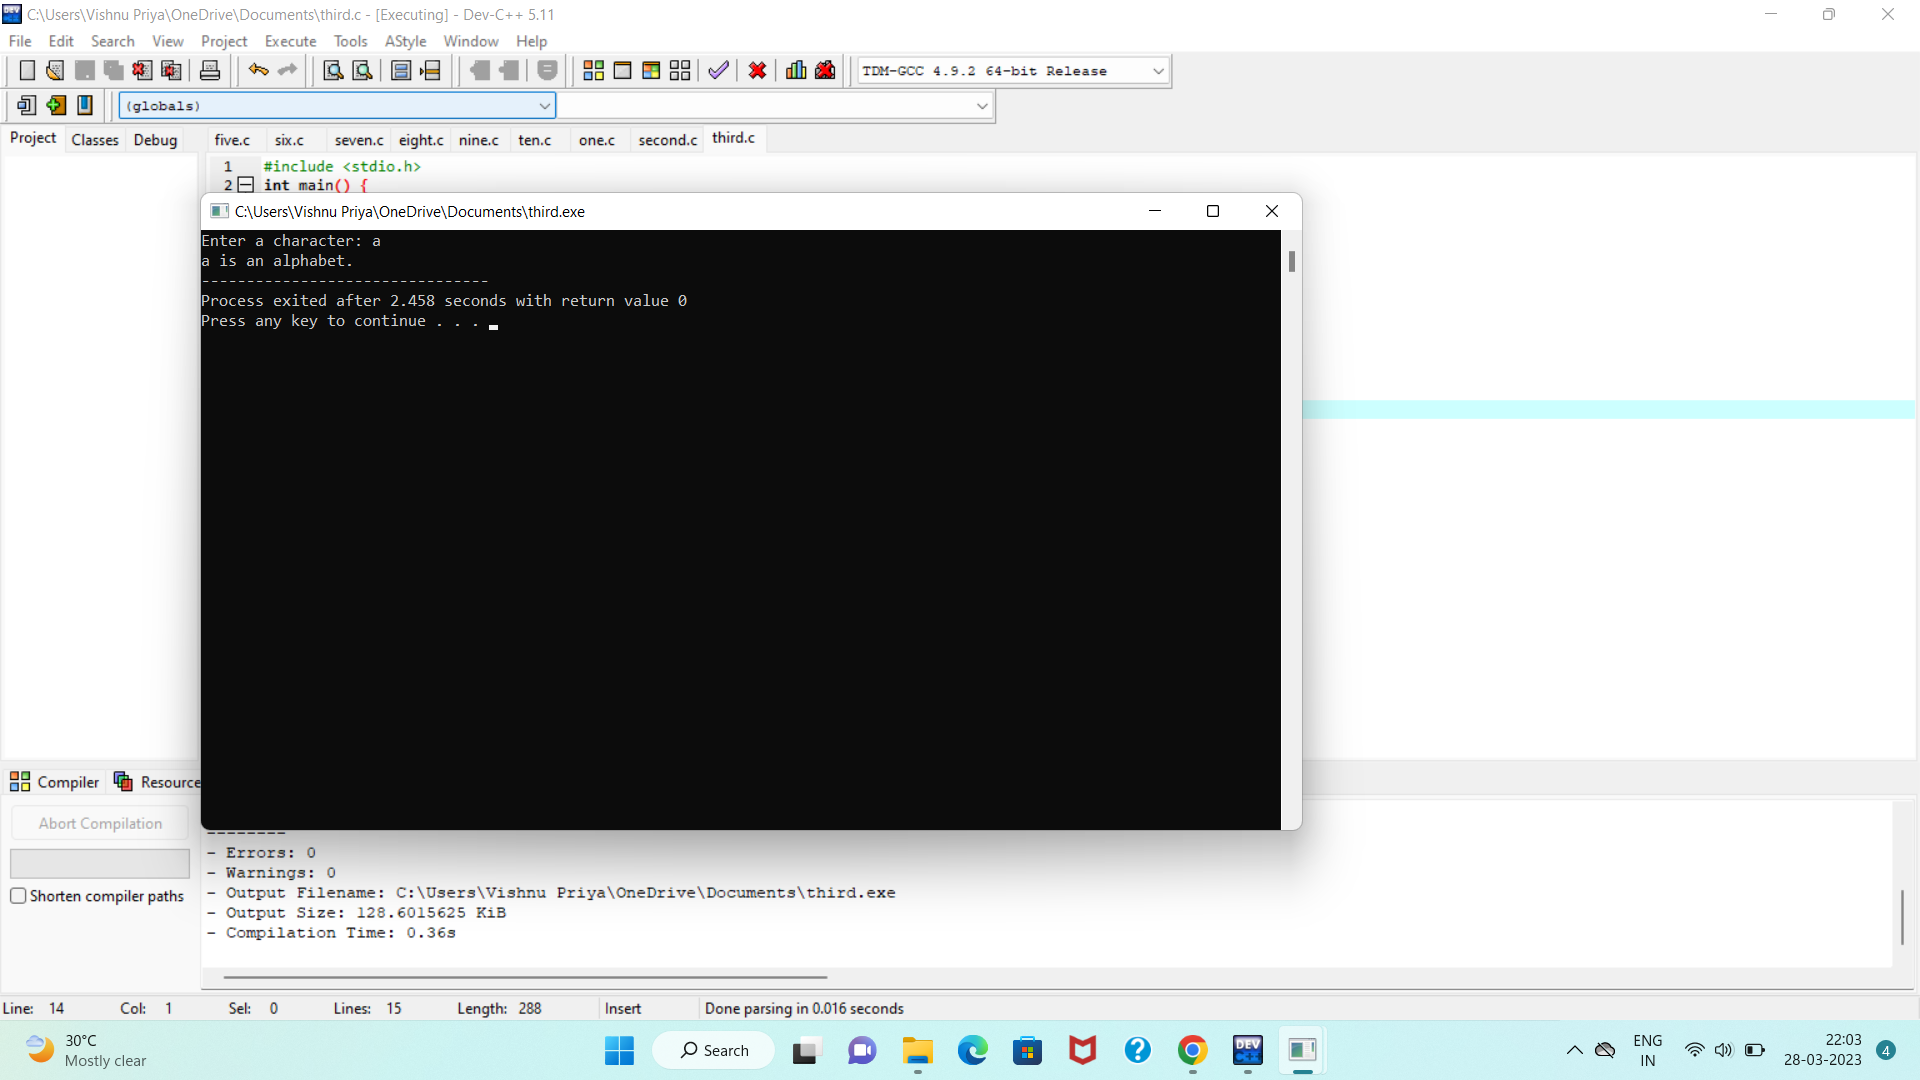 C:\Users\Vishnu Priya\OneDrive\Documents\third.c - [Executing] - Dev-C++ 5.11
File Edit Search View Project Execute Tools AStyle Window Help
TDM-GCC 4.9.2 64-bit Release
(globals)
Project Classes Debug five.c six.c seven.c eight.c nine.c ten.c one.c second.c third.c
1 #include <stdio.h>
2 int main() {
C:\Users\Vishnu Priya\OneDrive\Documents\third.exe
Enter a character: a
a is an alphabet.
--------------------------------
Process exited after 2.458 seconds with return value 0
Press any key to continue . . .
Compiler Resource
Abort Compilation
Shorten compiler paths
--------
- Errors: 0
- Warnings: 0
- Output Filename: C:\Users\Vishnu Priya\OneDrive\Documents\third.exe
- Output Size: 128.6015625 KiB
- Compilation Time: 0.36s
Line: 14 Col: 1 Sel: 0 Lines: 15 Length: 288 Insert Done parsing in 0.016 seconds
30°C
Mostly clear
Search
DEV
C++
ENG
IN
22:03
28-03-2023
4